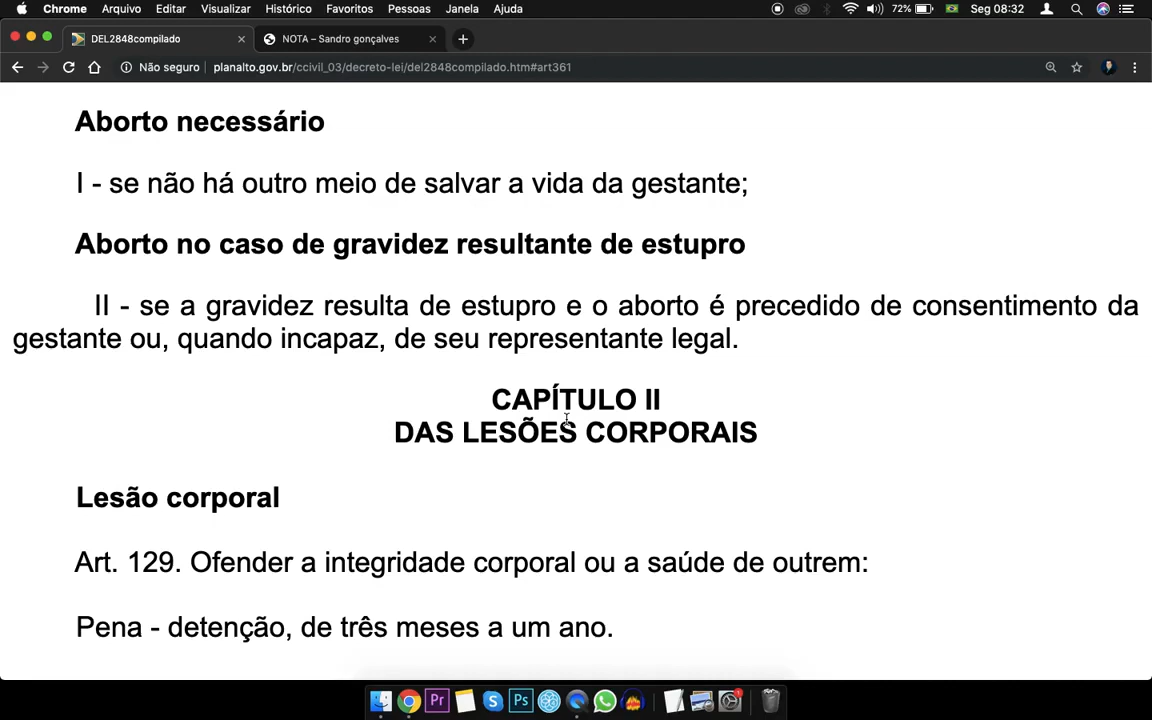 Chrome Arquivo Editar Visualizar Histórico Favoritos Pessoas Janela Ajuda 72% Seg 08:32
DEL2848compilado NOTA – Sandro gonçalves
Não seguro planalto.gov.br/ccivil_03/decreto-lei/del2848compilado.htm#art361
Aborto necessário
I - se não há outro meio de salvar a vida da gestante;
Aborto no caso de gravidez resultante de estupro
II - se a gravidez resulta de estupro e o aborto é precedido de consentimento da
gestante ou, quando incapaz, de seu representante legal.
CAPÍTULO II
DAS LESÕES CORPORAIS
Lesão corporal
Art. 129. Ofender a integridade corporal ou a saúde de outrem:
Pena - detenção, de três meses a um ano.
Pr Ps